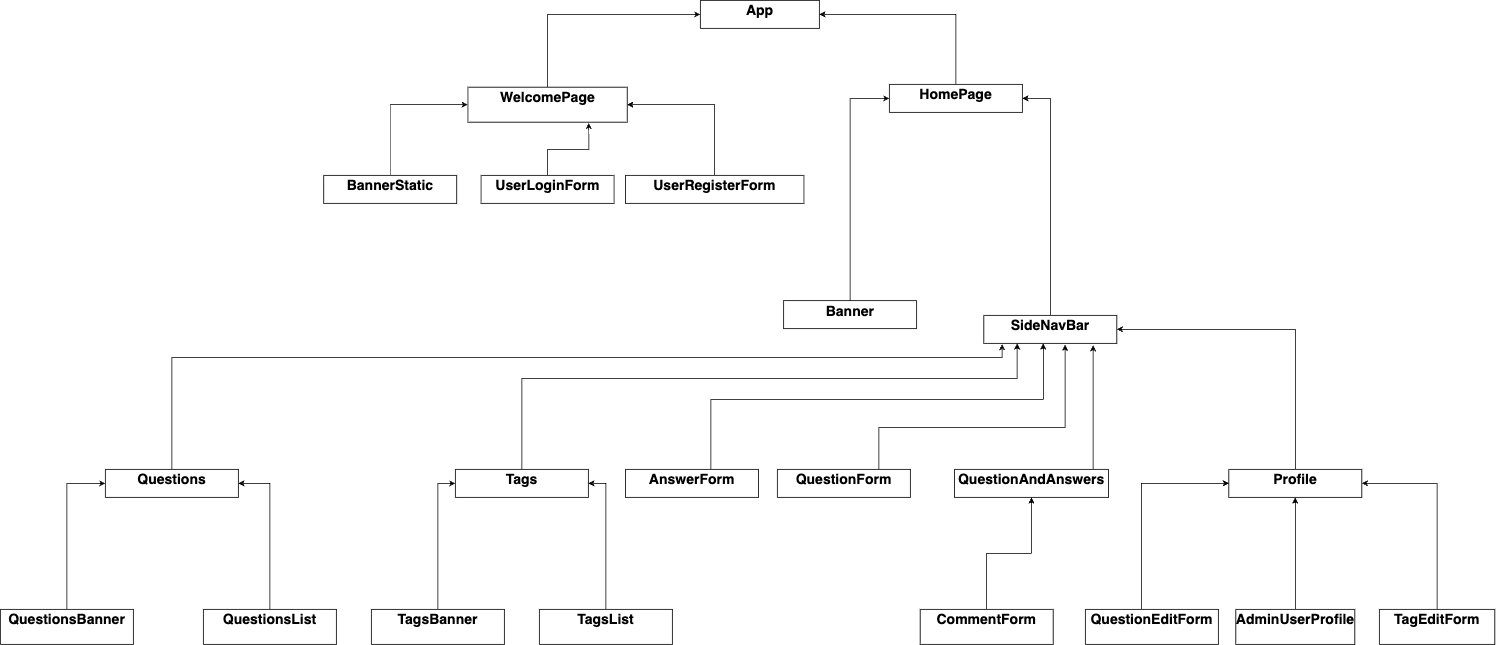 App
WelcomePage
HomePage
BannerStatic
UserLoginForm
UserRegisterForm
Banner
SideNavBar
Questions
Tags
AnswerForm
QuestionForm
QuestionAndAnswers
Profile
QuestionsBanner
QuestionsList
TagsBanner
TagsList
CommentForm
QuestionEditForm
AdminUserProfile
TagEditForm